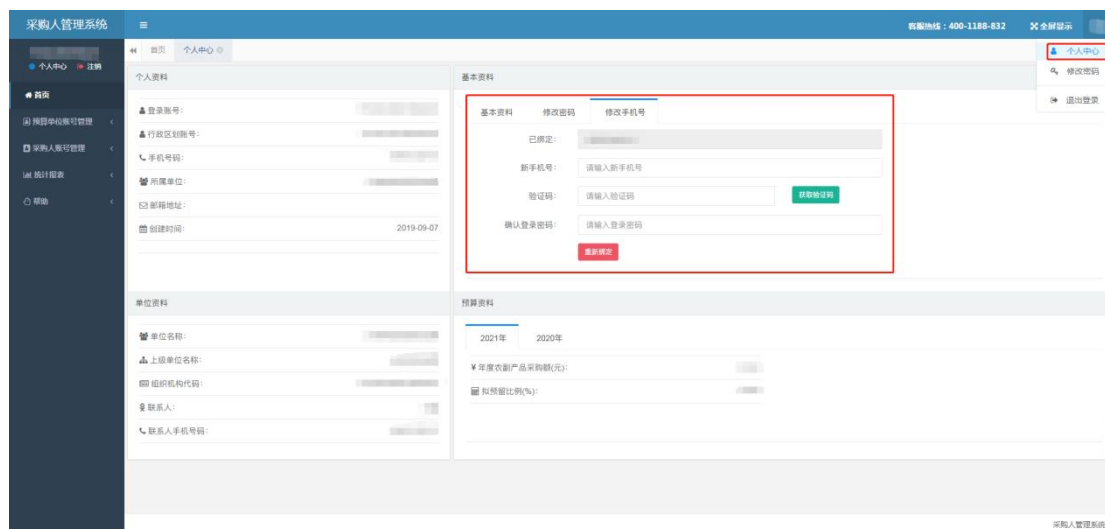 采购人管理系统
客服热线：400-1188-832
全屏显示
首页
个人中心
个人中心
注销
首页
预算单位账号管理
采购人账号管理
统计报表
帮助
个人中心
修改密码
退出登录
个人资料
登录账号：
行政区划账号：
手机号码：
所属单位：
邮箱地址：
创建时间： 2019-09-07
基本资料
基本资料 修改密码 修改手机号
已绑定：
新手机号： 请输入新手机号
验证码： 请输入验证码 获取验证码
确认登录密码： 请输入登录密码
重新绑定
单位资料
单位名称：
上级单位名称：
组织机构代码：
联系人：
联系人手机号码：
预算资料
2021年 2020年
¥ 年度农副产品采购额(元)：
拟预留比例(%)：
采购人管理系统